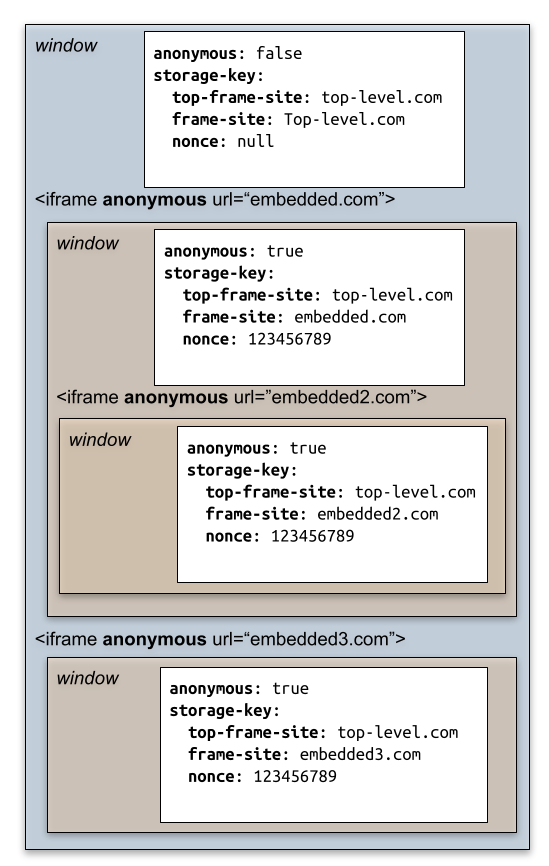 window
anonymous: false
storage-key:
top-frame-site: top-level.com
frame-site: Top-level.com
nonce: null
<iframe anonymous url=“embedded.com”>
window
anonymous: true
storage-key:
top-frame-site: top-level.com
frame-site: embedded.com
nonce: 123456789
<iframe anonymous url=”embedded2.com”>
window
anonymous: true
storage-key:
top-frame-site: top-level.com
frame-site: embedded2.com
nonce: 123456789
<iframe anonymous url=“embedded3.com”>
window
anonymous: true
storage-key:
top-frame-site: top-level.com
frame-site: embedded3.com
nonce: 123456789